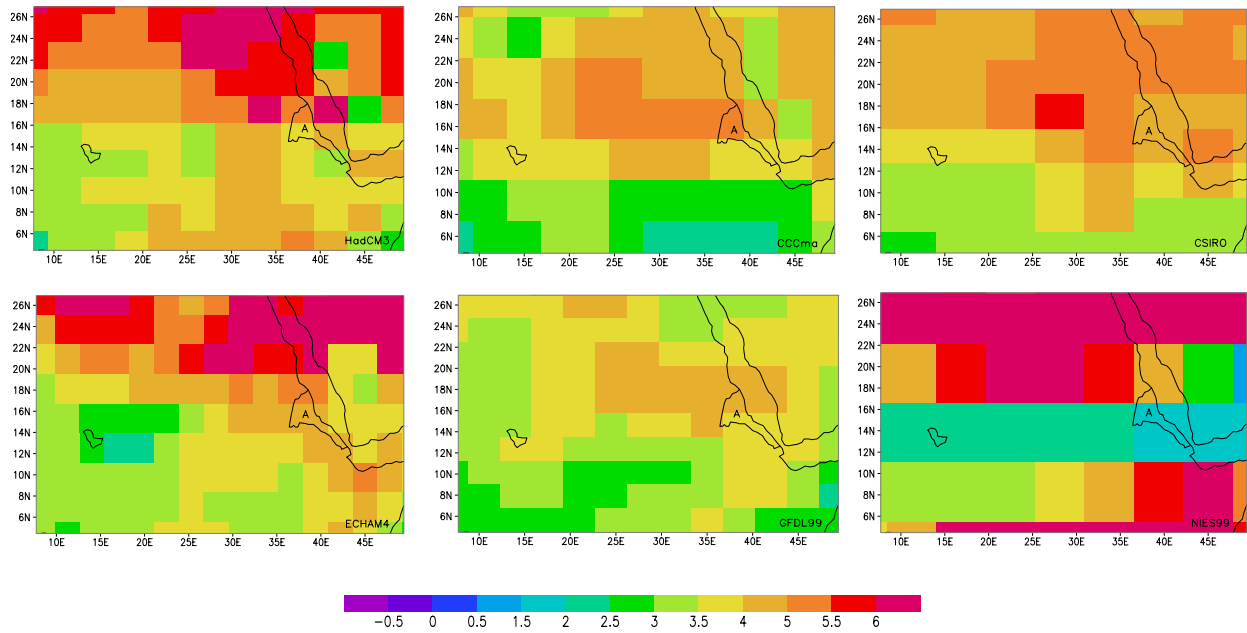 26N
24N
22N
20N
18N
16N
14N
12N
10N
8N
6N
A
HadCM3
10E 15E 20E 25E 30E 35E 40E 45E
26N
24N
22N
20N
18N
16N
14N
12N
10N
8N
6N
A
CCCma
10E 15E 20E 25E 30E 35E 40E 45E
26N
24N
22N
20N
18N
16N
14N
12N
10N
8N
6N
A
CSIRO
10E 15E 20E 25E 30E 35E 40E 45E
26N
24N
22N
20N
18N
16N
14N
12N
10N
8N
6N
A
ECHAM4
10E 15E 20E 25E 30E 35E 40E 45E
26N
24N
22N
20N
18N
16N
14N
12N
10N
8N
6N
A
GFDL99
10E 15E 20E 25E 30E 35E 40E 45E
26N
24N
22N
20N
18N
16N
14N
12N
10N
8N
6N
A
NIES99
10E 15E 20E 25E 30E 35E 40E 45E
-0.5 0 0.5 1.5 2 2.5 3 3.5 4 4.5 5 5.5 6